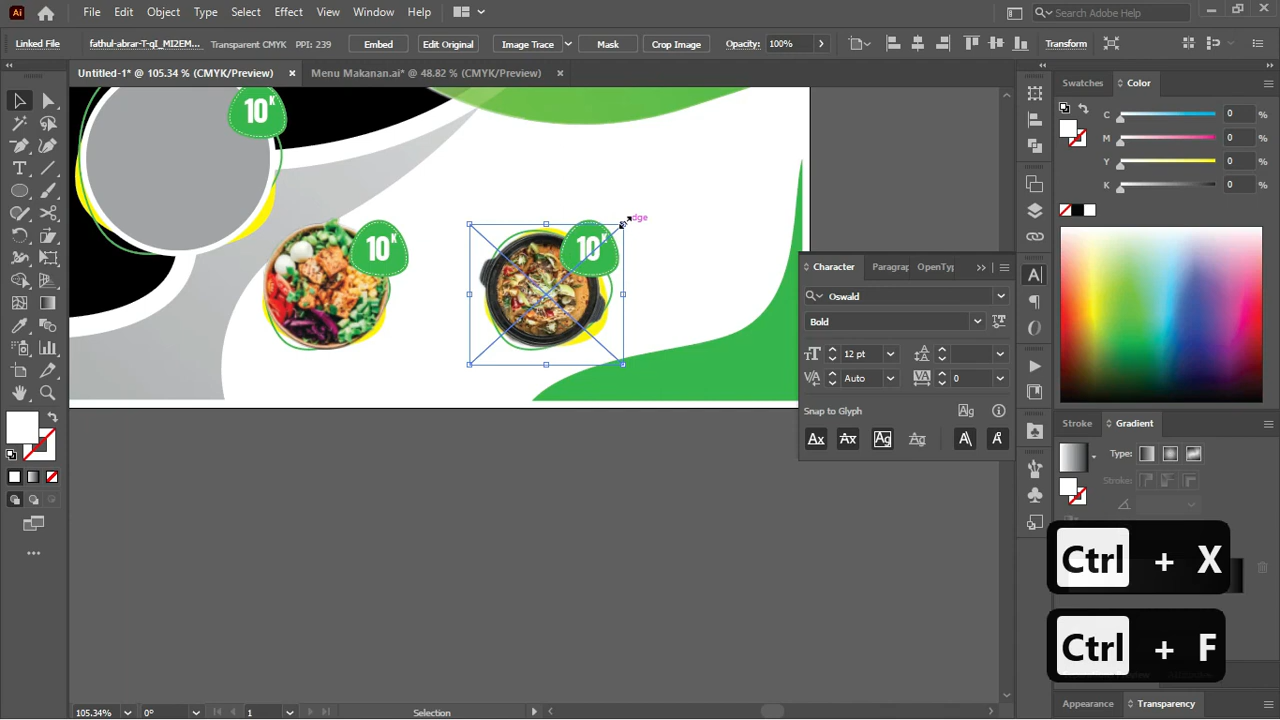 Ai
File Edit Object Type Select Effect View Window Help
Search Adobe Help
Linked File fathul-abrar-T-qI_MI2EM... Transparent CMYK PPI: 239 Embed Edit Original Image Trace Mask Crop Image Opacity: 100% Transform
Untitled-1* @ 105.34 % (CMYK/Preview) × Menu Makanan.ai* @ 48.82 % (CMYK/Preview) ×
Swatches Color
C 0 %
M 0 %
Y 0 %
K 0 %
10K
10K
10K
Character Paragr OpenTy
Oswald
Bold
12 pt
Auto 0
Snap to Glyph
Stroke Gradient
Type:
Stroke:
Ctrl + X
Ctrl + F
105.34% 0° 1 Selection
Appearance Transparency